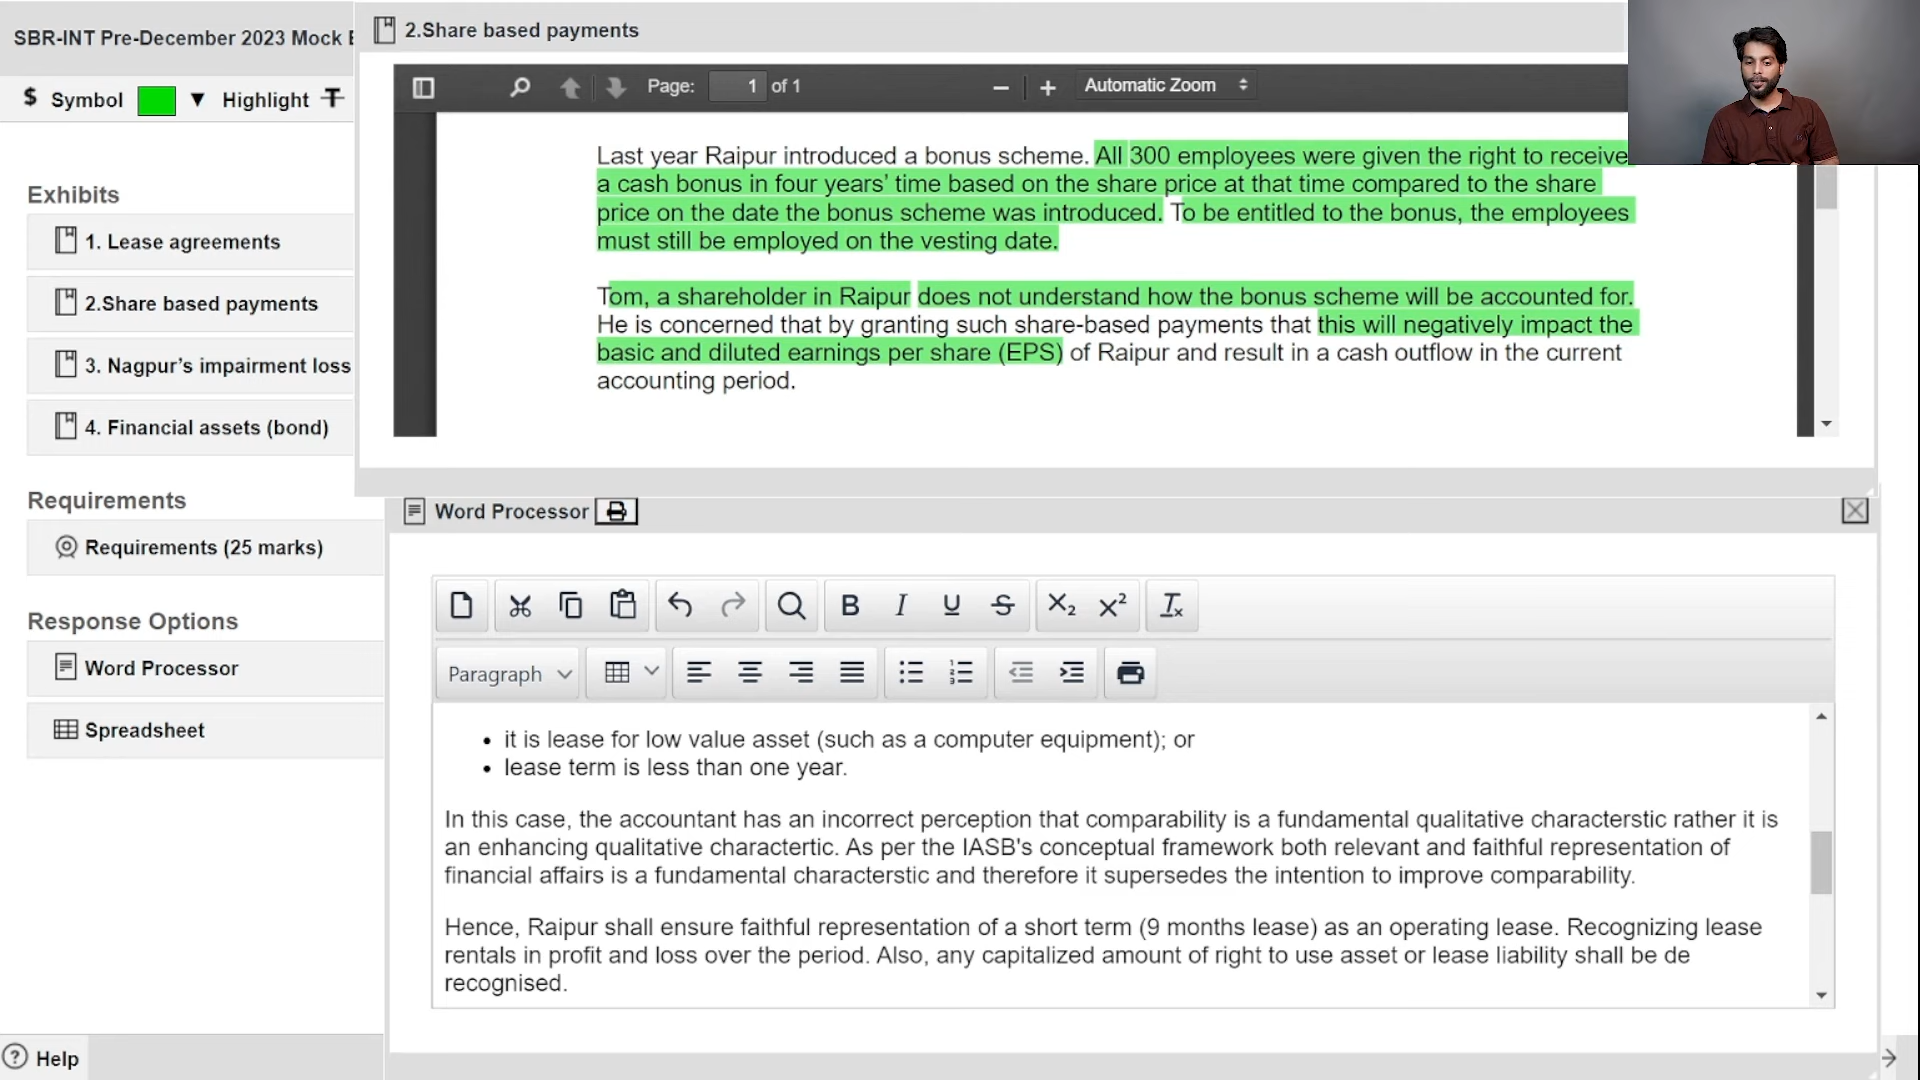 SBR-INT Pre-December 2023 Mock E
$ Symbol ▼ Highlight T
Exhibits
1. Lease agreements
2.Share based payments
3. Nagpur's impairment loss
4. Financial assets (bond)
Requirements
Requirements (25 marks)
Response Options
Word Processor
Spreadsheet
? Help
2.Share based payments
Page: 1 of 1
Automatic Zoom
Last year Raipur introduced a bonus scheme. All 300 employees were given the right to receive
a cash bonus in four years' time based on the share price at that time compared to the share
price on the date the bonus scheme was introduced. To be entitled to the bonus, the employees
must still be employed on the vesting date.
Tom, a shareholder in Raipur does not understand how the bonus scheme will be accounted for.
He is concerned that by granting such share-based payments that this will negatively impact the
basic and diluted earnings per share (EPS) of Raipur and result in a cash outflow in the current
accounting period.
Word Processor
B I U S X₂ X² Tx
Paragraph
• it is lease for low value asset (such as a computer equipment); or
• lease term is less than one year.
In this case, the accountant has an incorrect perception that comparability is a fundamental qualitative characterstic rather it is
an enhancing qualitative charactertic. As per the IASB's conceptual framework both relevant and faithful representation of
financial affairs is a fundamental characterstic and therefore it supersedes the intention to improve comparability.
Hence, Raipur shall ensure faithful representation of a short term (9 months lease) as an operating lease. Recognizing lease
rentals in profit and loss over the period. Also, any capitalized amount of right to use asset or lease liability shall be de
recognised.